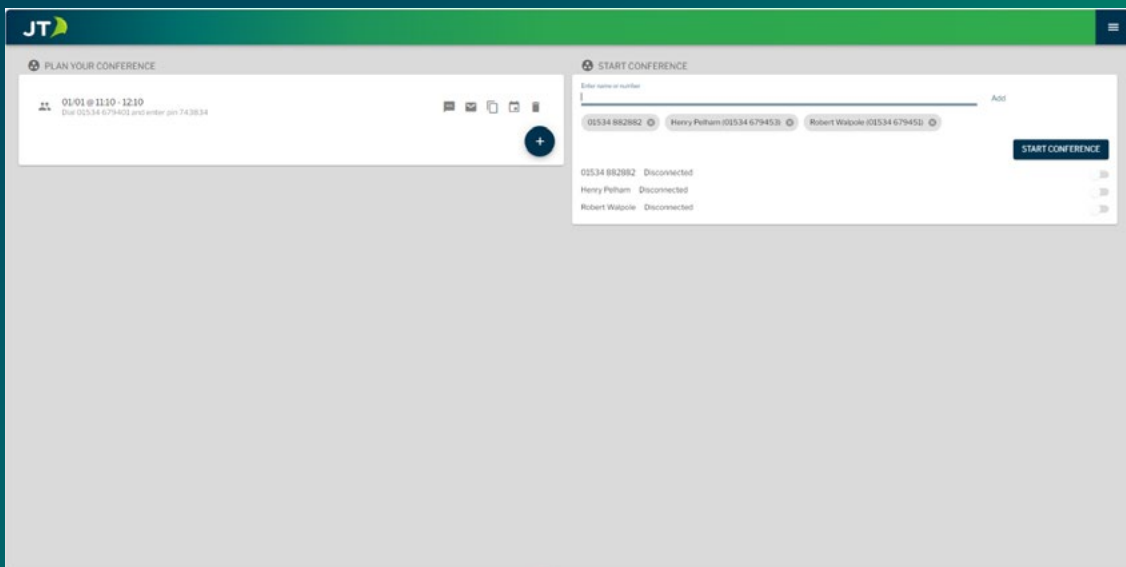 JT
PLAN YOUR CONFERENCE
01/01 @ 11:10 - 12:10
Dial 01534 679401 and enter pin 743834
START CONFERENCE
Enter name or number
Add
01534 882882
Henry Pelham (01534 679453)
Robert Walpole (01534 679451)
START CONFERENCE
01534 882882 Disconnected
Henry Pelham Disconnected
Robert Walpole Disconnected